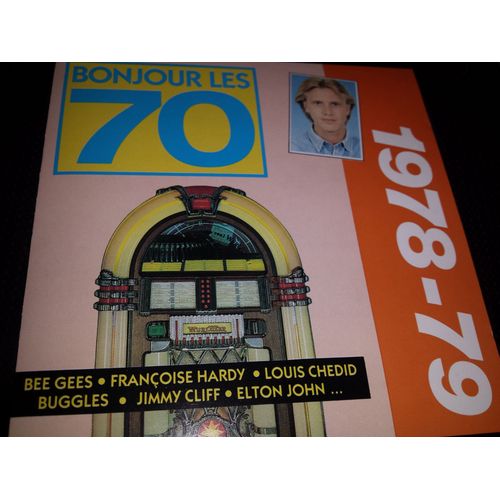 BONJOUR LES
70
1978-79
BEE GEES • FRANÇOISE HARDY • LOUIS CHEDID
BUGGLES • JIMMY CLIFF • ELTON JOHN ...